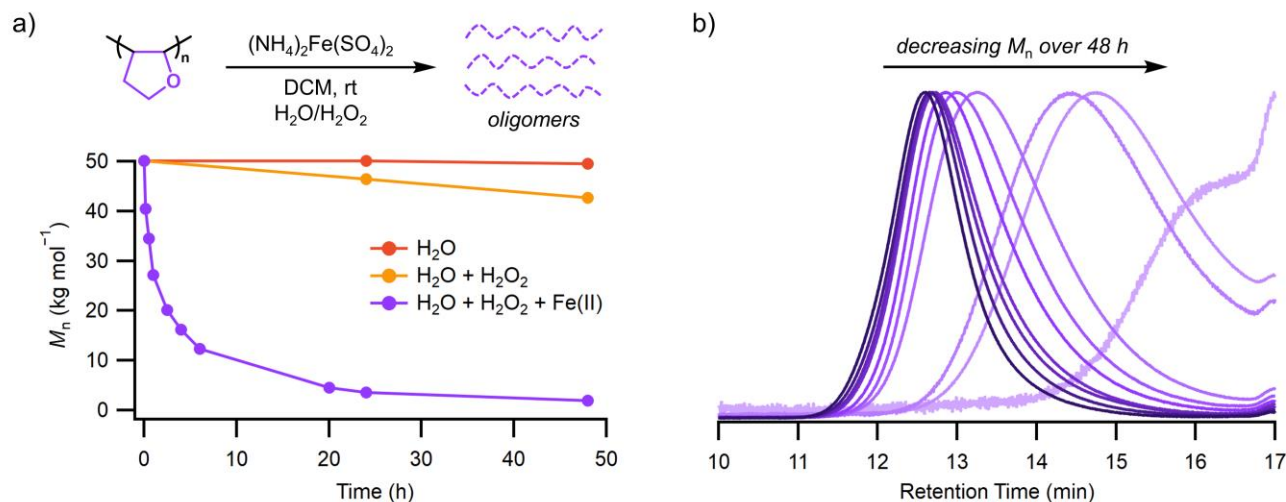 a)
(NH₄)₂Fe(SO₄)₂
DCM, rt
H₂O/H₂O₂
( ) n
O
oligomers
Mn (kg mol⁻¹)
50
40
30
20
10
0
H₂O
H₂O + H₂O₂
H₂O + H₂O₂ + Fe(II)
0 10 20 30 40 50
Time (h)
b)
decreasing Mn over 48 h
10 11 12 13 14 15 16 17
Retention Time (min)